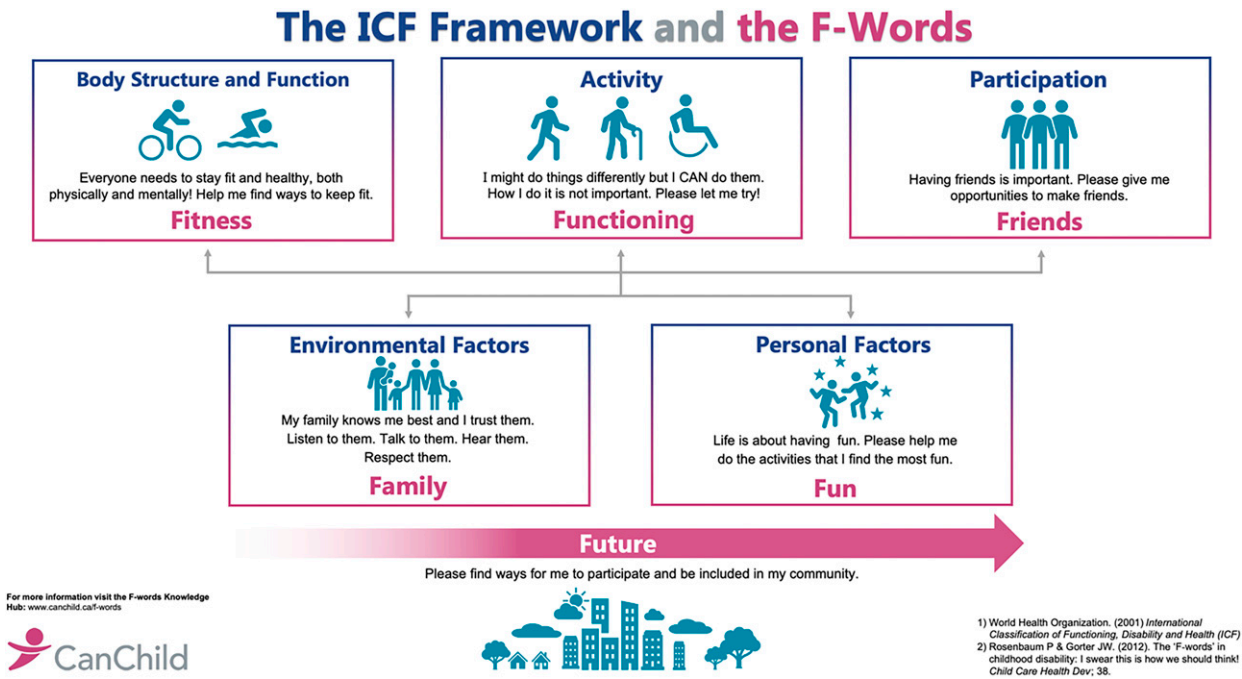 The ICF Framework and the F-Words
Body Structure and Function
Everyone needs to stay fit and healthy, both
physically and mentally! Help me find ways to keep fit.
Fitness
Activity
I might do things differently but I CAN do them.
How I do it is not important. Please let me try!
Functioning
Participation
Having friends is important. Please give me
opportunities to make friends.
Friends
Environmental Factors
My family knows me best and I trust them.
Listen to them. Talk to them. Hear them.
Respect them.
Family
Personal Factors
Life is about having fun. Please help me
do the activities that I find the most fun.
Fun
Future
Please find ways for me to participate and be included in my community.
For more information visit the F-words Knowledge
Hub: www.canchild.ca/f-words
CanChild
1) World Health Organization. (2001) International
Classification of Functioning, Disability and Health (ICF)
2) Rosenbaum P & Gorter JW. (2012). The 'F-words' in
childhood disability: I swear this is how we should think!
Child Care Health Dev; 38.